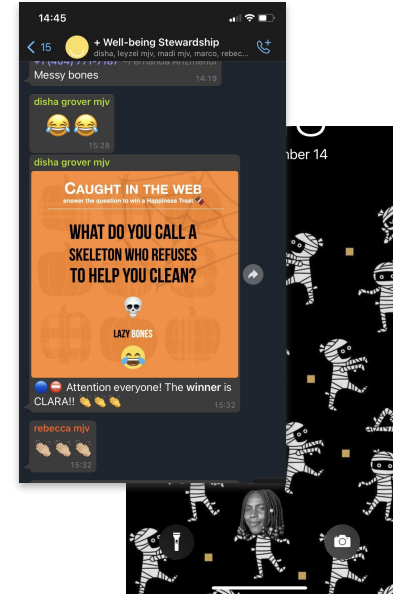 14:45
15
+ Well-being Stewardship
disha, leyzel mjv, madi mjv, marco, rebec...
Messy bones
14:19
disha grover mjv
15:28
disha grover mjv
CAUGHT IN THE WEB
answer the question to win a Happiness Treat
WHAT DO YOU CALL A
SKELETON WHO REFUSES
TO HELP YOU CLEAN?
LAZY BONES
Attention everyone! The winner is
CLARA!!
15:32
rebecca mjv
15:32
mber 14